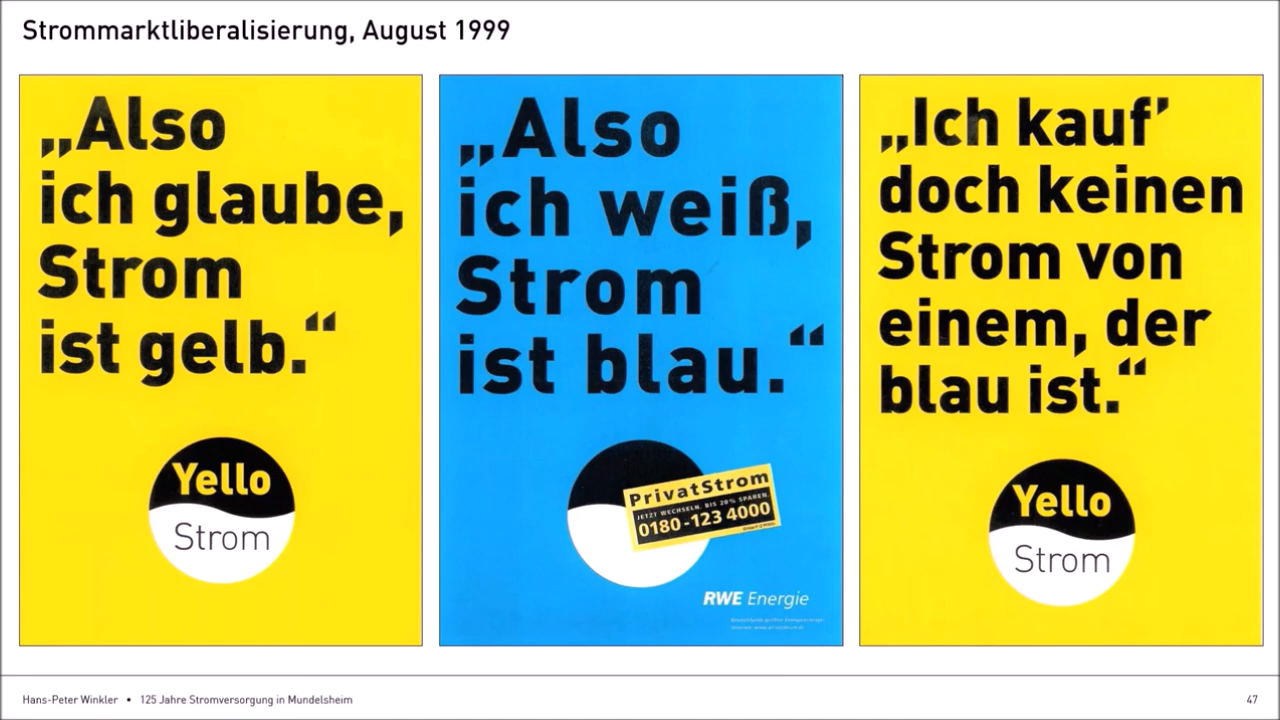 Strommarktliberalisierung, August 1999
„Also
ich glaube,
Strom
ist gelb.“
Yello
Strom
„Also
ich weiß,
Strom
ist blau.“
PrivatStrom
JETZT WECHSELN. BIS 20% SPAREN.
0180-123 4000
RWE Energie
„Ich kauf’
doch keinen
Strom von
einem, der
blau ist.“
Yello
Strom
Hans-Peter Winkler • 125 Jahre Stromversorgung in Mundelsheim
47